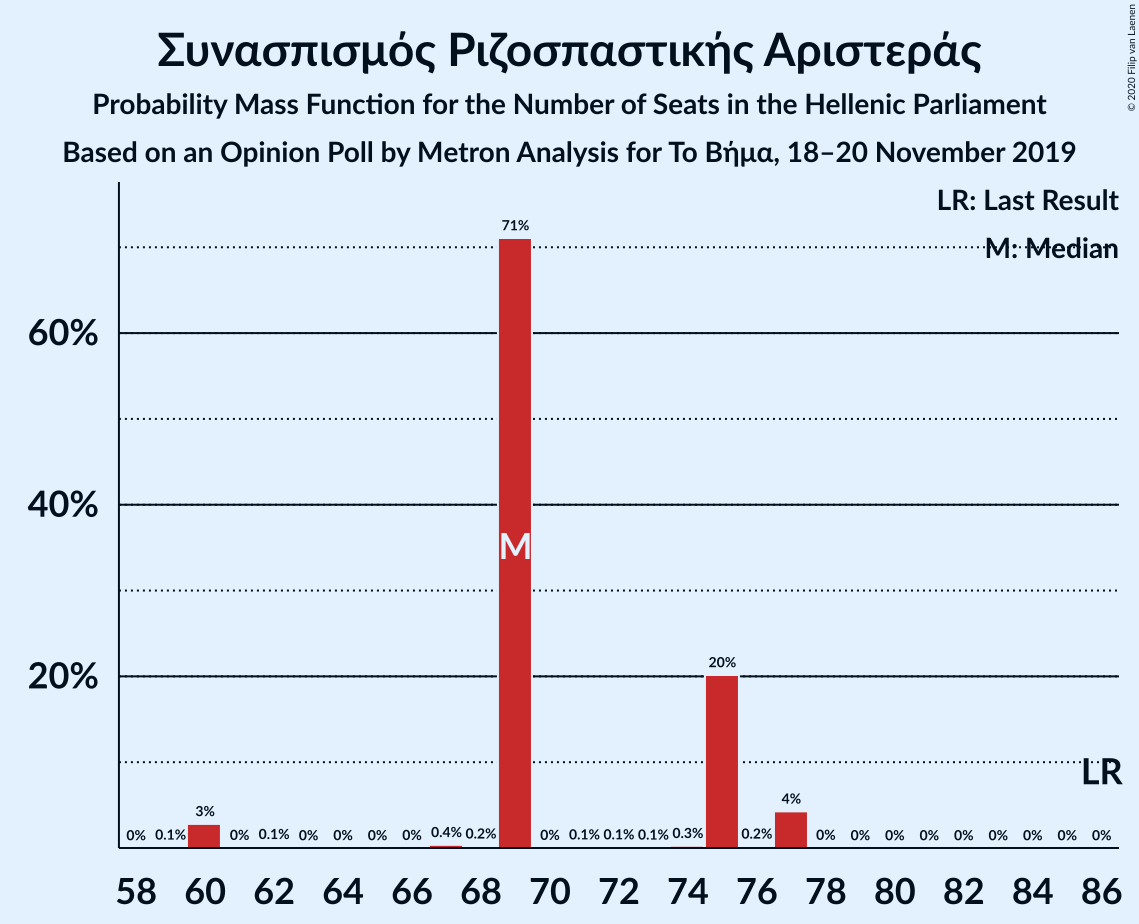 Συνασπισμός Ριζοσπαστικής Αριστεράς
Probability Mass Function for the Number of Seats in the Hellenic Parliament
Based on an Opinion Poll by Metron Analysis for Το Βήμα, 18–20 November 2019
© 2020 Filip van Laenen
LR: Last Result
M: Median
71%
60%
40%
M
20%
20%
LR
0% 0.1% 3% 0% 0.1% 0% 0% 0% 0% 0.4% 0.2% 0% 0.1% 0.1% 0.1% 0.3% 0.2% 4% 0% 0% 0% 0% 0% 0% 0% 0% 0%
58 60 62 64 66 68 70 72 74 76 78 80 82 84 86